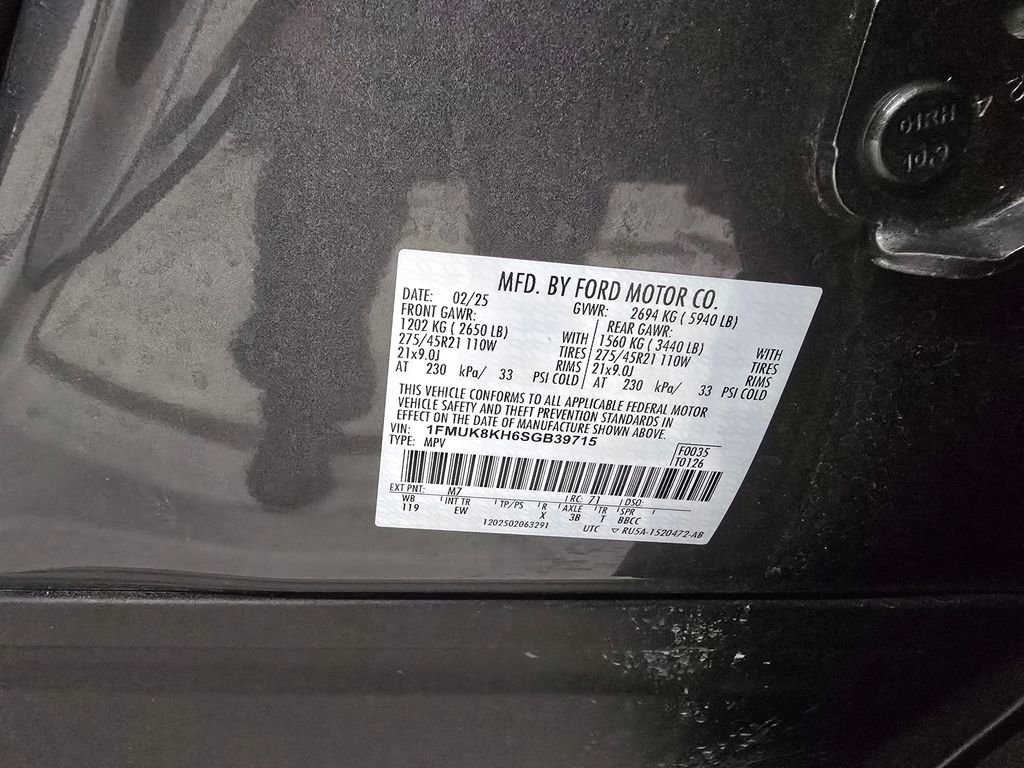 MFD. BY FORD MOTOR CO.
DATE: 02/25 GVWR: 2694 KG ( 5940 LB)
FRONT GAWR: REAR GAWR:
1202 KG ( 2650 LB) WITH 1560 KG ( 3440 LB) WITH
275/45R21 110W TIRES 275/45R21 110W TIRES
21x9.0J RIMS 21x9.0J RIMS
AT 230 kPa/ 33 PSI COLD AT 230 kPa/ 33 PSI COLD
THIS VEHICLE CONFORMS TO ALL APPLICABLE FEDERAL MOTOR
VEHICLE SAFETY AND THEFT PREVENTION STANDARDS IN
EFFECT ON THE DATE OF MANUFACTURE SHOWN ABOVE.
VIN: 1FMUK8KH6SGB39715
TYPE: MPV
F0035
T0126
EXT PNT: M7 RC: 71 DSO:
WB INT TR TP/PS R AXLE TR SPR
119 EW X 3B T BBCC
1202502063291 UTC ▽ RU5A-1520472-AB